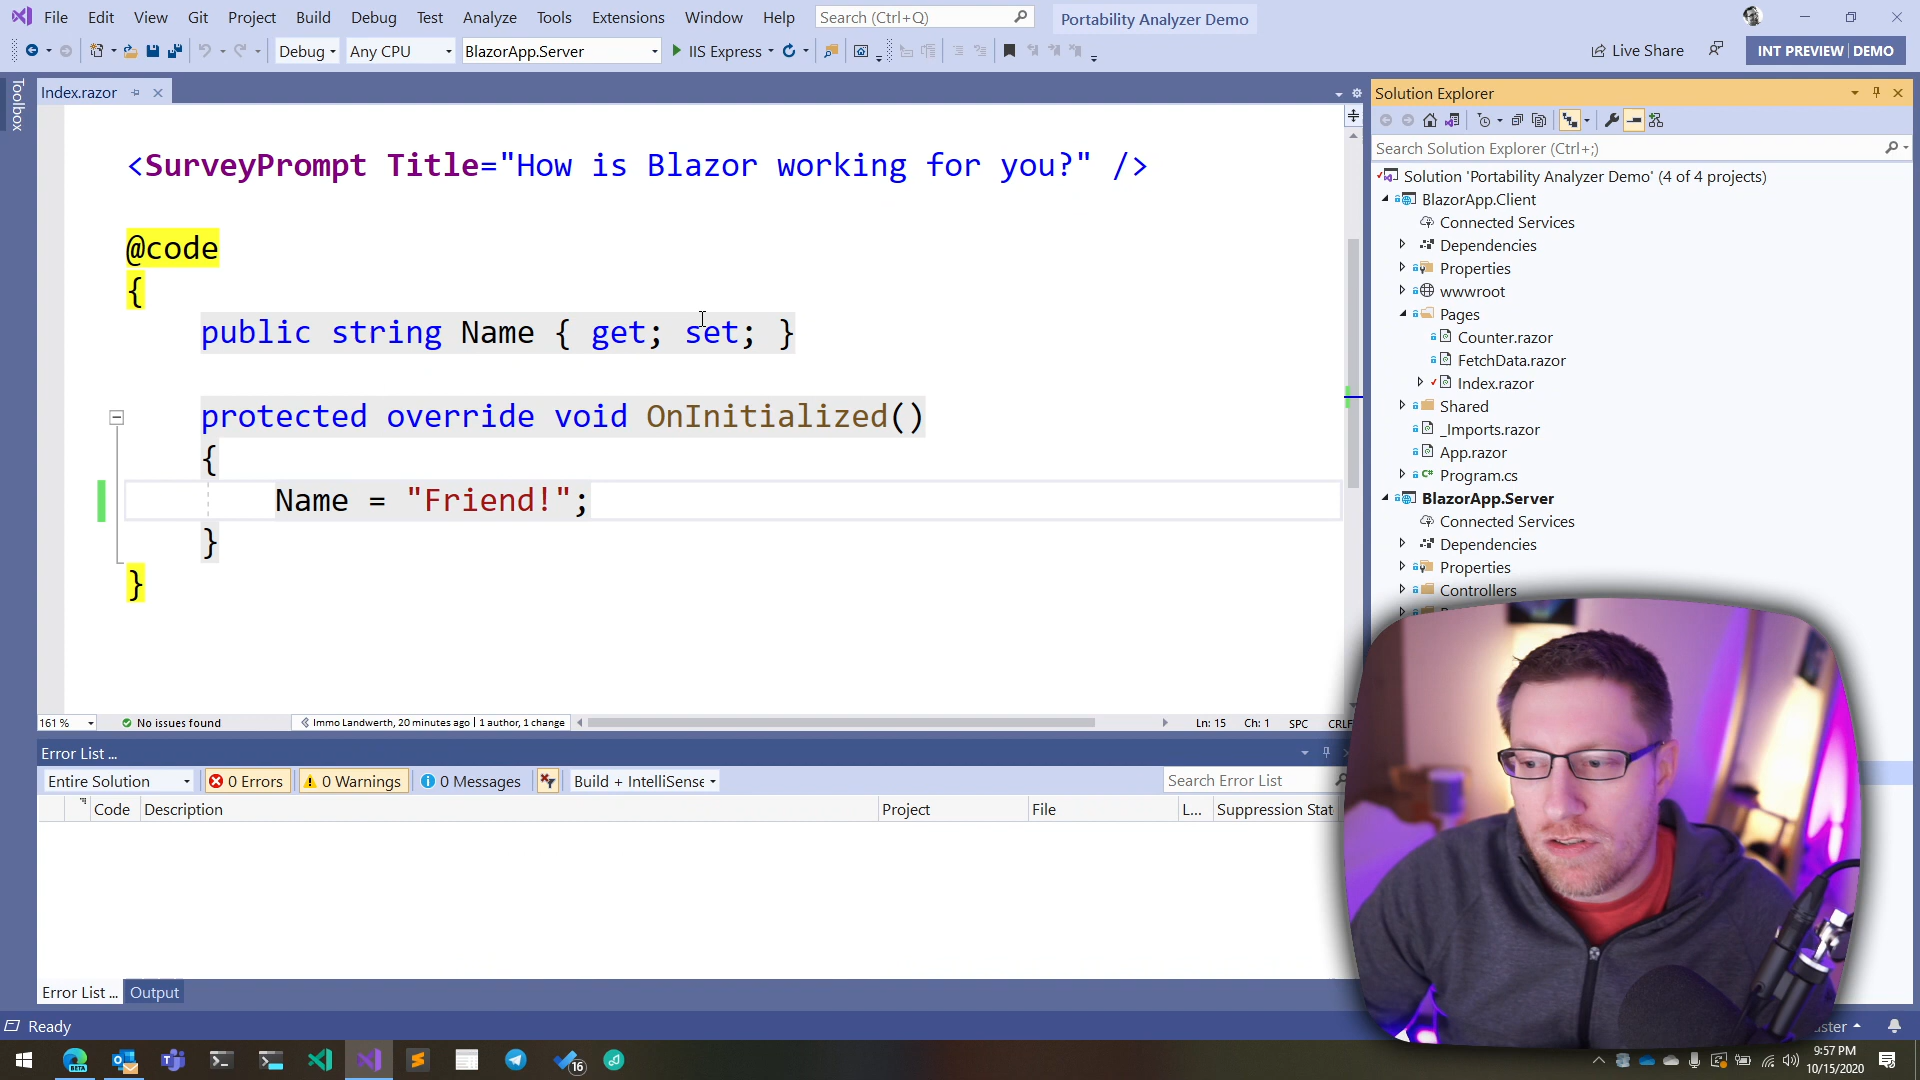 File Edit View Git Project Build Debug Test Analyze Tools Extensions Window Help Search (Ctrl+Q) Portability Analyzer Demo
Debug Any CPU BlazorApp.Server IIS Express Live Share INT PREVIEW DEMO
Toolbox
Index.razor
<SurveyPrompt Title="How is Blazor working for you?" />
@code
{
public string Name { get; set; }
protected override void OnInitialized()
{
Name = "Friend!";
}
}
161 % No issues found Immo Landwerth, 20 minutes ago | 1 author, 1 change Ln: 15 Ch: 1 SPC CRLF
Solution Explorer
Search Solution Explorer (Ctrl+;)
Solution 'Portability Analyzer Demo' (4 of 4 projects)
BlazorApp.Client
Connected Services
Dependencies
Properties
wwwroot
Pages
Counter.razor
FetchData.razor
Index.razor
Shared
_Imports.razor
App.razor
C# Program.cs
BlazorApp.Server
Connected Services
Dependencies
Properties
Controllers
Error List ...
Entire Solution 0 Errors 0 Warnings 0 Messages Build + IntelliSense Search Error List
Code Description Project File L... Suppression Stat
Error List ... Output
Ready
BETA
16
9:57 PM
10/15/2020